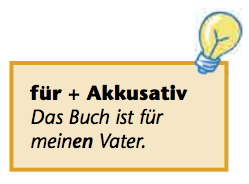 für + Akkusativ
Das Buch ist für
meinen Vater.